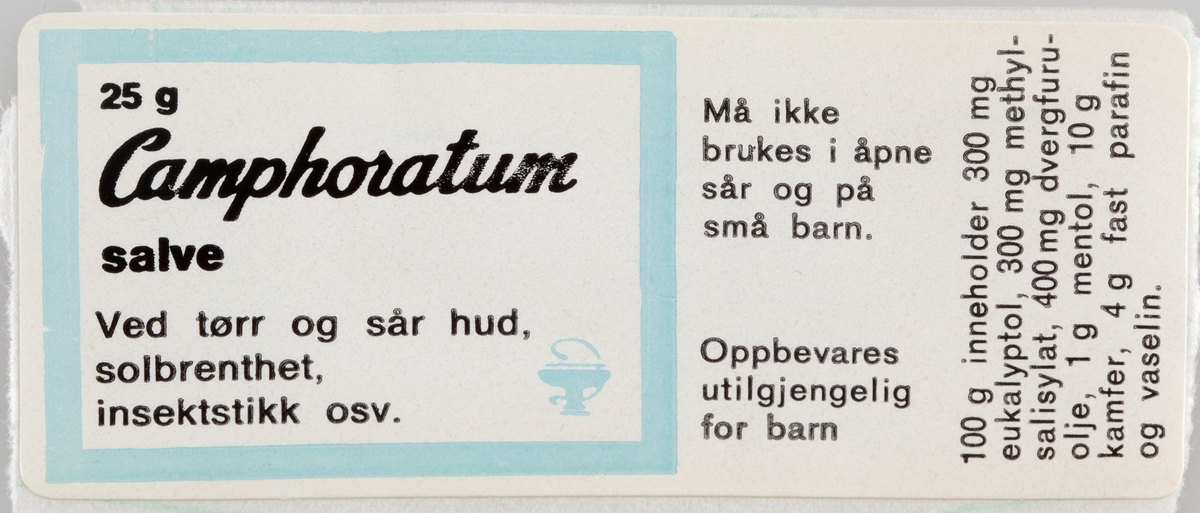 25 g
Camphoratum
salve
Ved tørr og sår hud,
solbrenthet,
insektstikk osv.
Må ikke
brukes i åpne
sår og på
små barn.
Oppbevares
utilgjengelig
for barn
100 g inneholder 300 mg
eukalyptol, 300 mg methyl-
salisylat, 400 mg dvergfuru-
olje, 1 g mentol, 10 g
kamfer, 4 g fast parafin
og vaselin.